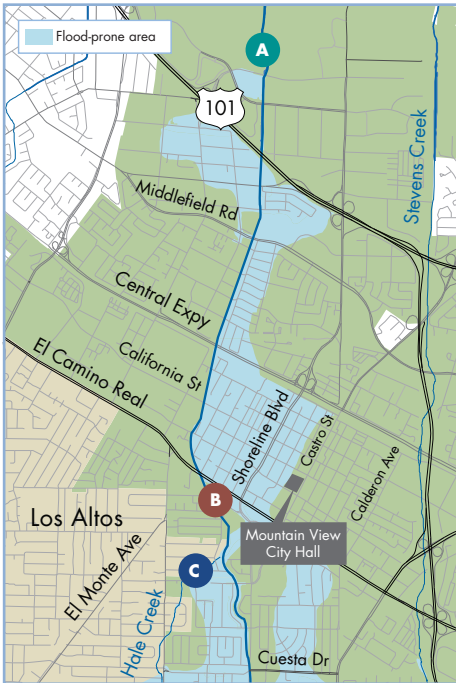 Flood-prone area
A
101
Stevens Creek
Middlefield Rd
Central Expy
California St
El Camino Real
Shoreline Blvd
Castro St
Calderon Ave
B
Los Altos
Mountain View
City Hall
El Monte Ave
C
Hale Creek
Cuesta Dr